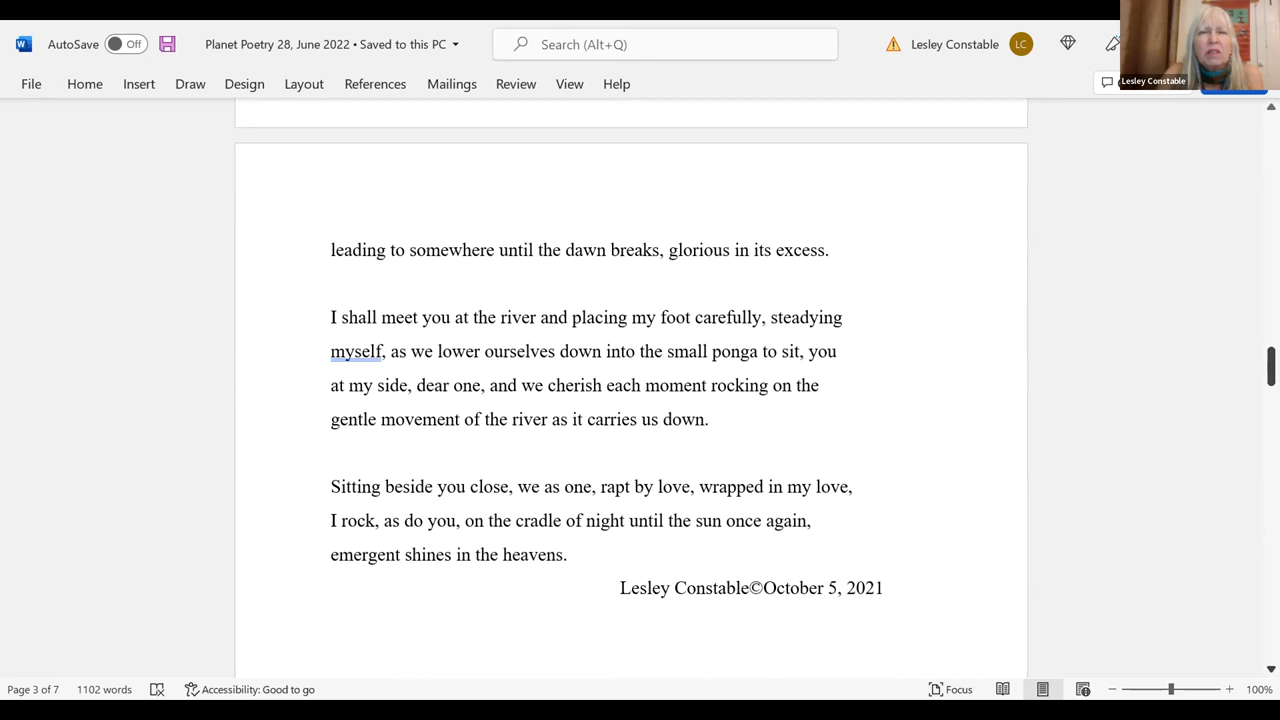 AutoSave Off Planet Poetry 28, June 2022 • Saved to this PC Search (Alt+Q) Lesley Constable LC
File Home Insert Draw Design Layout References Mailings Review View Help
Lesley Constable
leading to somewhere until the dawn breaks, glorious in its excess.
I shall meet you at the river and placing my foot carefully, steadying
myself, as we lower ourselves down into the small ponga to sit, you
at my side, dear one, and we cherish each moment rocking on the
gentle movement of the river as it carries us down.
Sitting beside you close, we as one, rapt by love, wrapped in my love,
I rock, as do you, on the cradle of night until the sun once again,
emergent shines in the heavens.
Lesley Constable©October 5, 2021
Page 3 of 7 1102 words Accessibility: Good to go Focus 100%